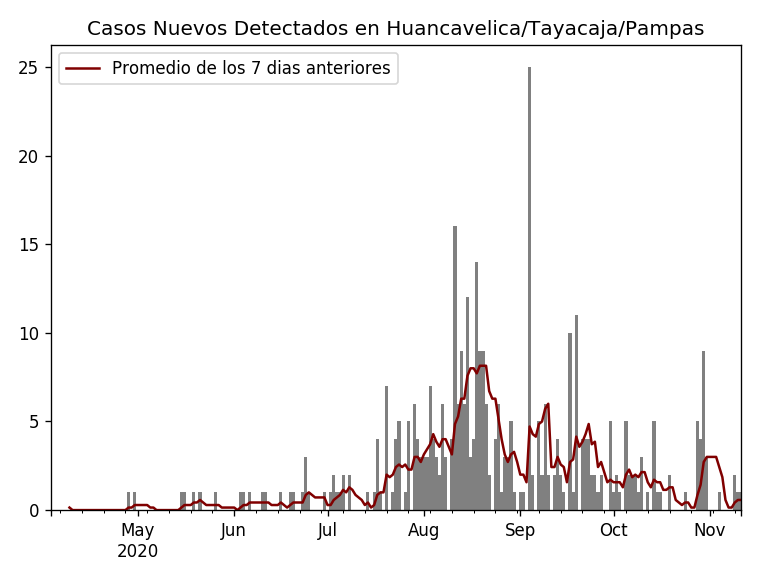 Casos Nuevos Detectados en Huancavelica/Tayacaja/Pampas
Promedio de los 7 dias anteriores
25
20
15
10
5
0
May Jun Jul Aug Sep Oct Nov
2020